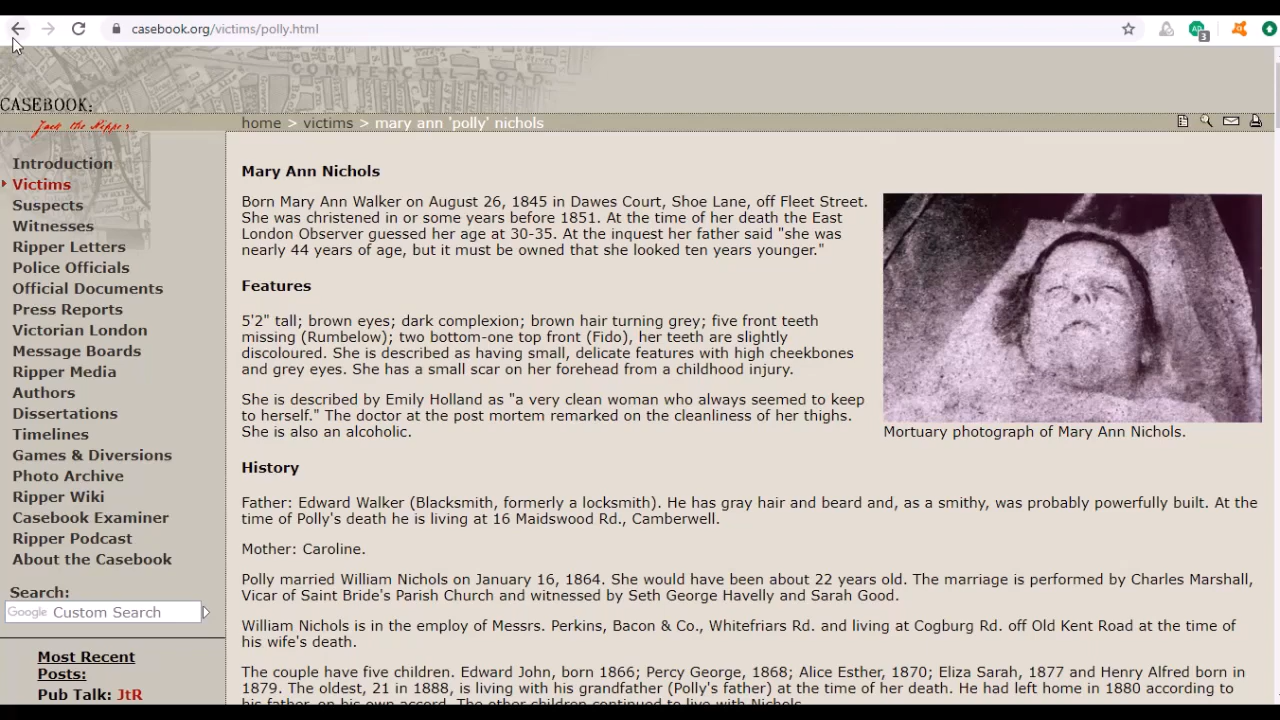 casebook.org/victims/polly.html
3
COMMERCIAL ROAD
CASEBOOK:
Jack the Ripper
home > victims > mary ann 'polly' nichols
Introduction
Victims
Suspects
Witnesses
Ripper Letters
Police Officials
Official Documents
Press Reports
Victorian London
Message Boards
Ripper Media
Authors
Dissertations
Timelines
Games & Diversions
Photo Archive
Ripper Wiki
Casebook Examiner
Ripper Podcast
About the Casebook
Search:
Google Custom Search
Most Recent
Posts:
Pub Talk: JtR
Mary Ann Nichols
Born Mary Ann Walker on August 26, 1845 in Dawes Court, Shoe Lane, off Fleet Street.
She was christened in or some years before 1851. At the time of her death the East
London Observer guessed her age at 30-35. At the inquest her father said "she was
nearly 44 years of age, but it must be owned that she looked ten years younger."
Features
5'2" tall; brown eyes; dark complexion; brown hair turning grey; five front teeth
missing (Rumbelow); two bottom-one top front (Fido), her teeth are slightly
discoloured. She is described as having small, delicate features with high cheekbones
and grey eyes. She has a small scar on her forehead from a childhood injury.
She is described by Emily Holland as "a very clean woman who always seemed to keep
to herself." The doctor at the post mortem remarked on the cleanliness of her thighs.
She is also an alcoholic.
Mortuary photograph of Mary Ann Nichols.
History
Father: Edward Walker (Blacksmith, formerly a locksmith). He has gray hair and beard and, as a smithy, was probably powerfully built. At the
time of Polly's death he is living at 16 Maidswood Rd., Camberwell.
Mother: Caroline.
Polly married William Nichols on January 16, 1864. She would have been about 22 years old. The marriage is performed by Charles Marshall,
Vicar of Saint Bride's Parish Church and witnessed by Seth George Havelly and Sarah Good.
William Nichols is in the employ of Messrs. Perkins, Bacon & Co., Whitefriars Rd. and living at Cogburg Rd. off Old Kent Road at the time of
his wife's death.
The couple have five children. Edward John, born 1866; Percy George, 1868; Alice Esther, 1870; Eliza Sarah, 1877 and Henry Alfred born in
1879. The oldest, 21 in 1888, is living with his grandfather (Polly's father) at the time of her death. He had left home in 1880 according to
his father, on his own accord. The other children continued to live with Nichols.